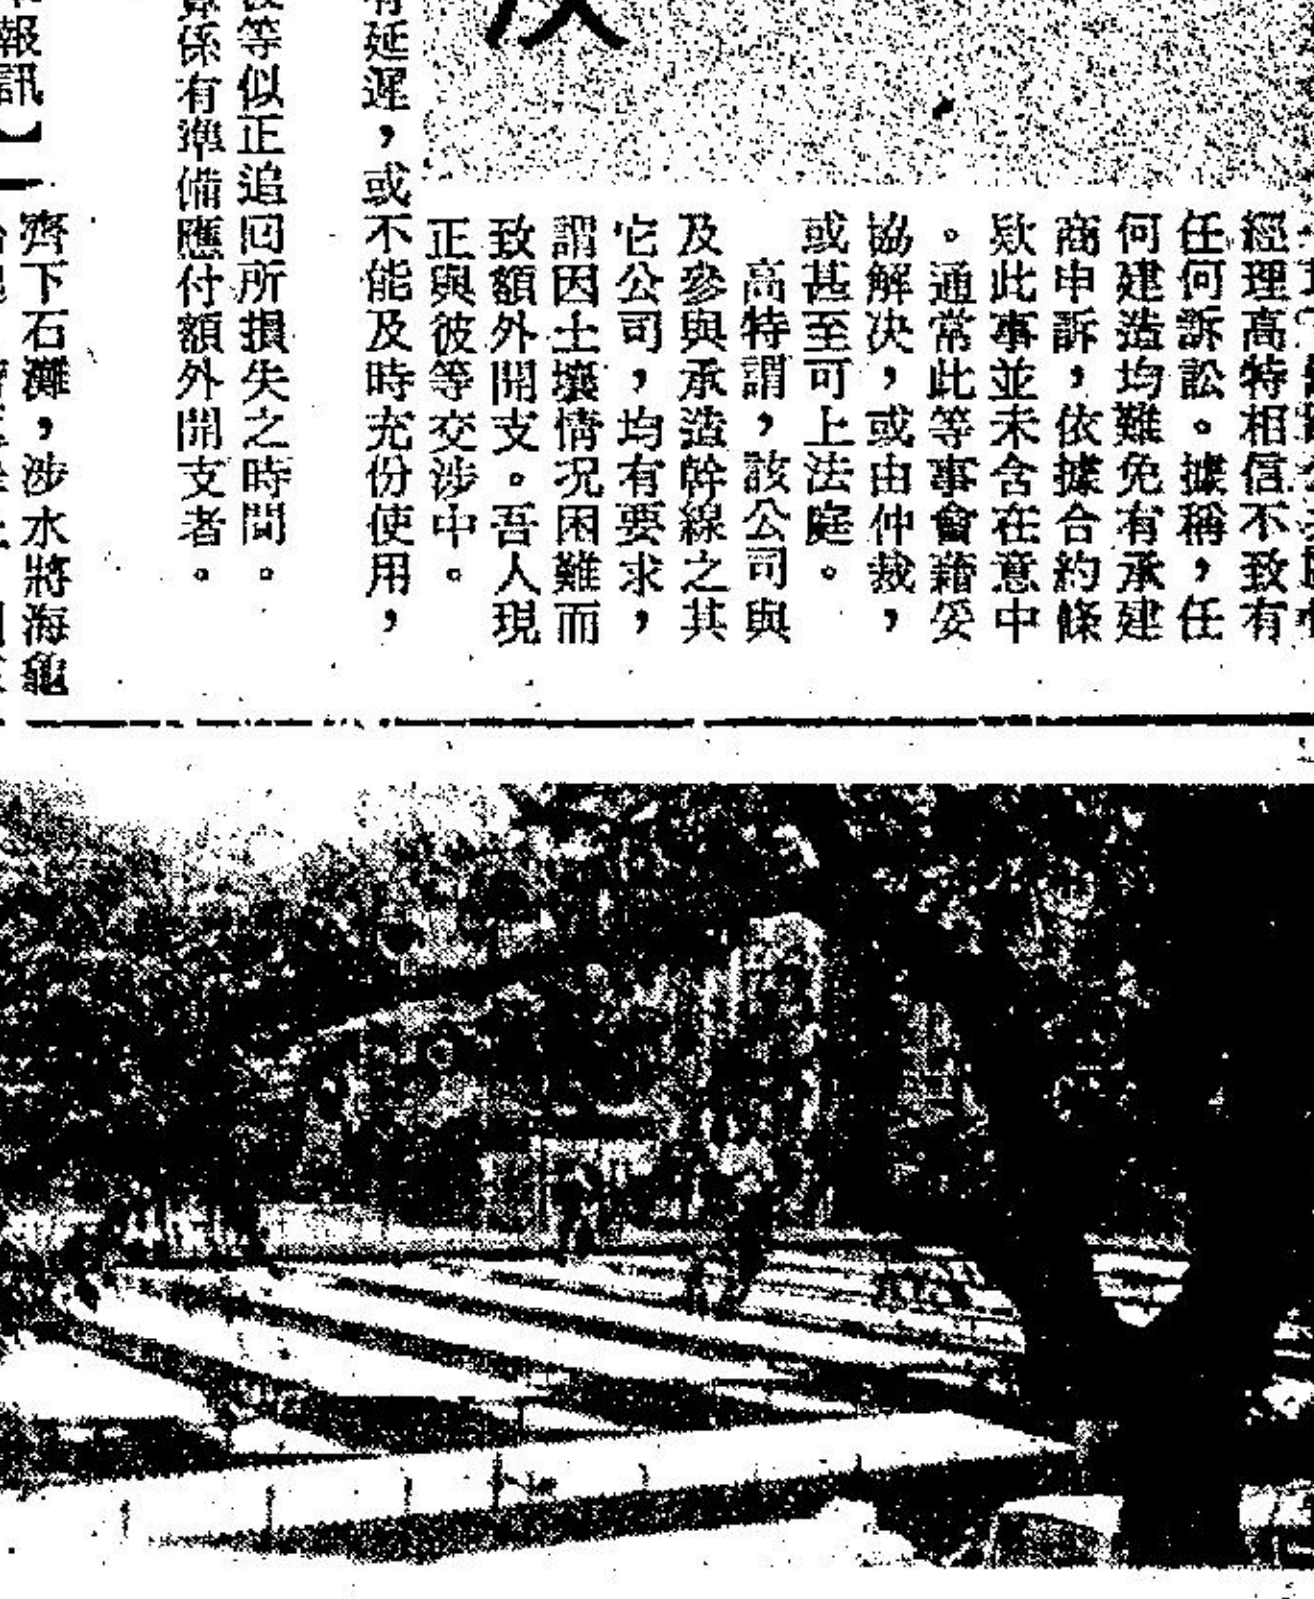 經理高特相信不致有
任何訴訟。據稱，任
何建造均難免有承建
商申訴，依據合約條
欵此事並未含在意中
。通常此等事會藉妥
協解决，或由仲裁，
或甚至可上法庭。
高特謂，該公司與
及參與承造幹線之其
它公司，均有要求，
謂因土壤情况困難而
致額外開支。吾人現
正與彼等交涉中。
延遲，或不能及時充份使用，
等似正追回所損失之時間。
係有準備應付額外開支者。
齊下石灘，涉水將海龜
報訊】